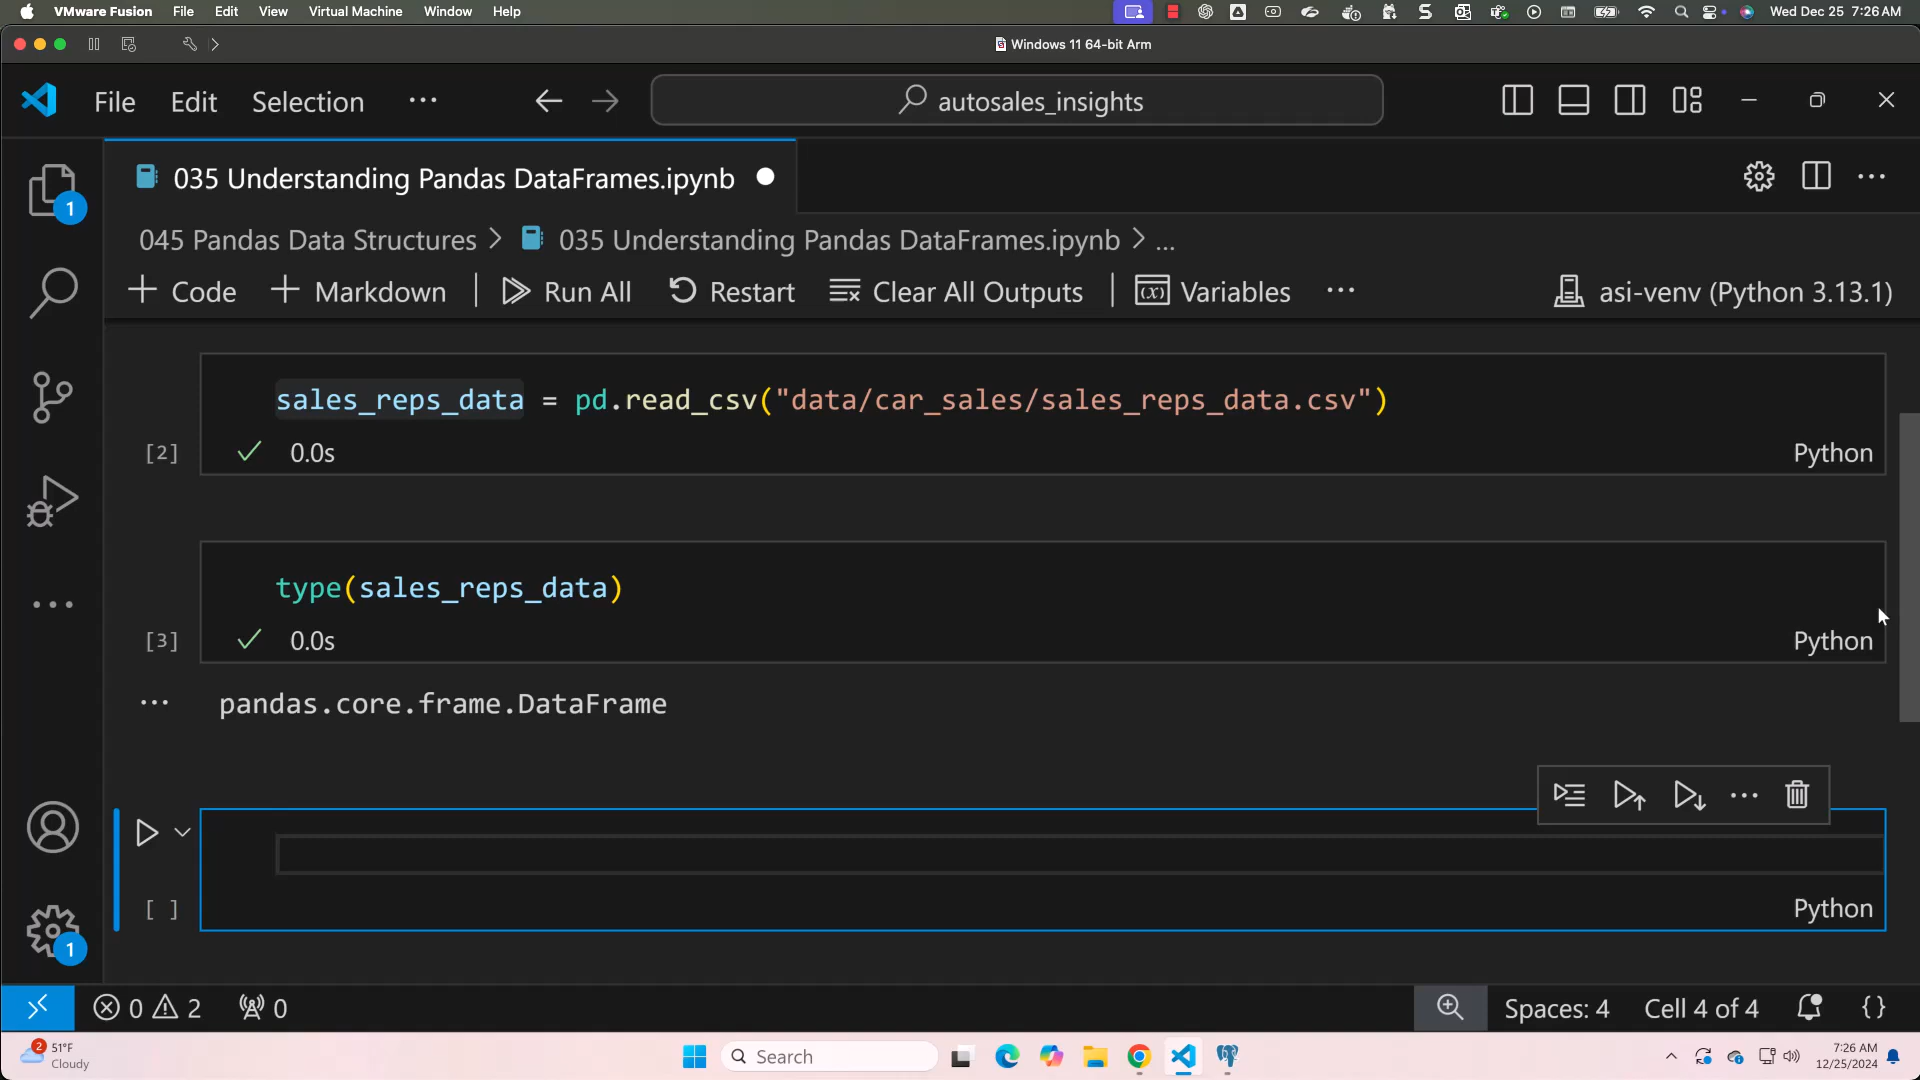 VMware Fusion File Edit View Virtual Machine Window Help Wed Dec 25 7:26 AM
Windows 11 64-bit Arm
File Edit Selection ··· autosales_insights
035 Understanding Pandas DataFrames.ipynb
045 Pandas Data Structures > 035 Understanding Pandas DataFrames.ipynb > ...
+ Code + Markdown Run All Restart Clear All Outputs Variables ··· asi-venv (Python 3.13.1)
sales_reps_data = pd.read_csv("data/car_sales/sales_reps_data.csv")
[2] 0.0s Python
type(sales_reps_data)
[3] 0.0s Python
··· pandas.core.frame.DataFrame
[ ] Python
1
1
0 2 0 Spaces: 4 Cell 4 of 4 {}
2 51°F
Cloudy
Search
7:26 AM
12/25/2024